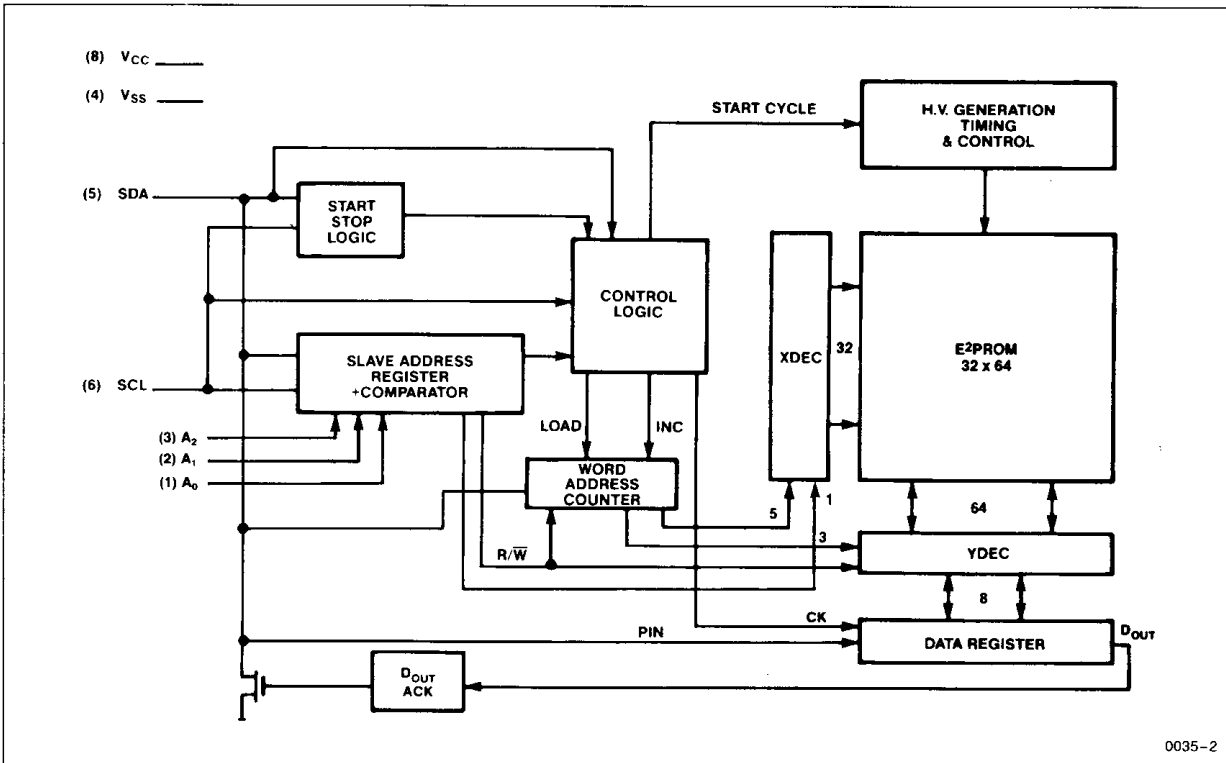 (8) VCC
(4) VSS
START CYCLE
H.V. GENERATION
TIMING
& CONTROL
(5) SDA
START
STOP
LOGIC
CONTROL
LOGIC
XDEC
32
E²PROM
32 x 64
SLAVE ADDRESS
REGISTER
+COMPARATOR
(6) SCL
(3) A₂
(2) A₁
(1) A₀
LOAD
INC
WORD
ADDRESS
COUNTER
5
1
64
3
R/W̅
YDEC
8
CK
PIN
DATA REGISTER
DOUT
DOUT
ACK
0035–2